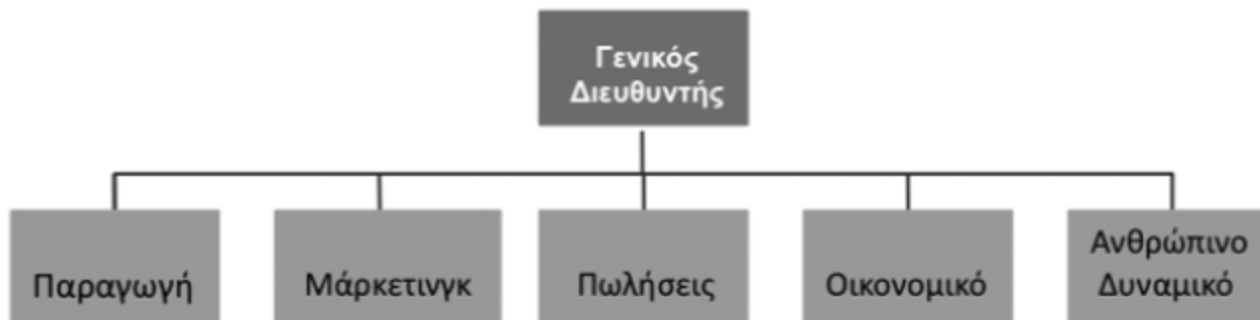 Γενικός
Διευθυντής
Παραγωγή
Μάρκετινγκ
Πωλήσεις
Οικονομικό
Ανθρώπινο
Δυναμικό